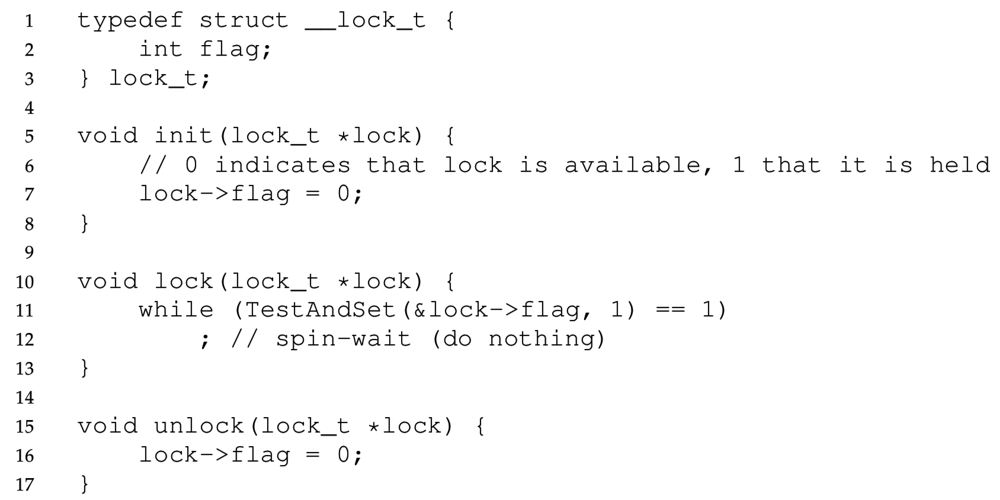 1 typedef struct __lock_t {
2 int flag;
3 } lock_t;
4
5 void init(lock_t *lock) {
6 // 0 indicates that lock is available, 1 that it is held
7 lock->flag = 0;
8 }
9
10 void lock(lock_t *lock) {
11 while (TestAndSet(&lock->flag, 1) == 1)
12 ; // spin-wait (do nothing)
13 }
14
15 void unlock(lock_t *lock) {
16 lock->flag = 0;
17 }